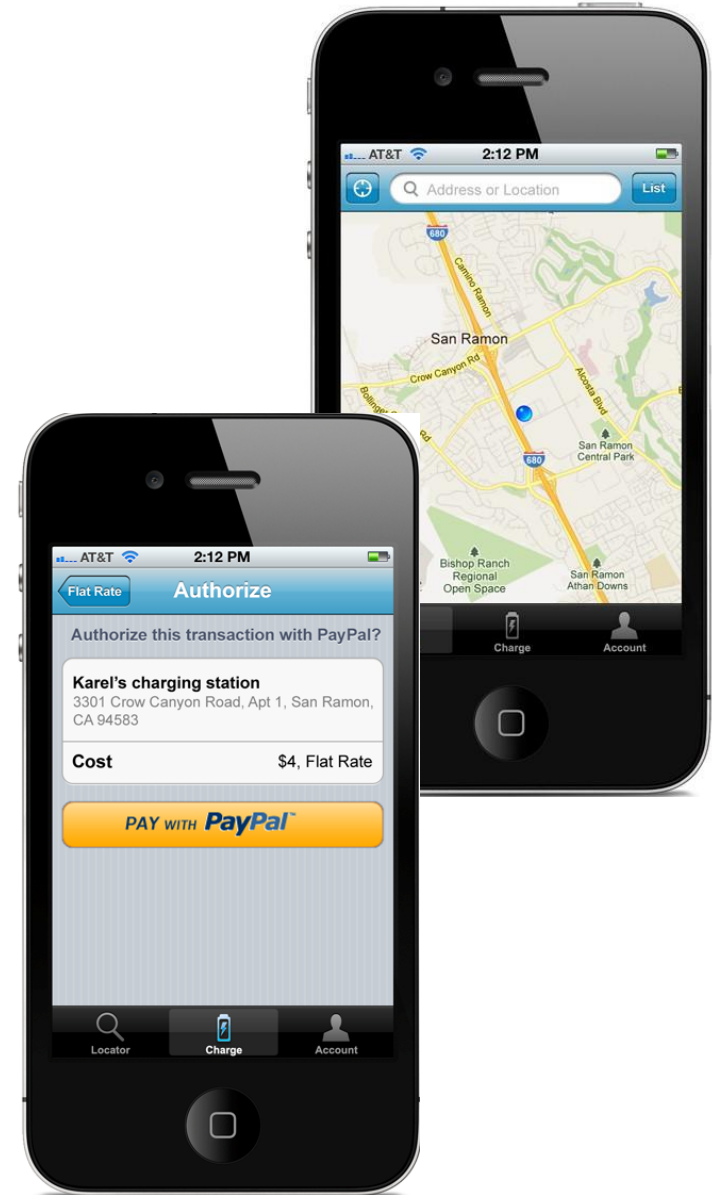 AT&T 2:12 PM
Address or Location
List
680
Camino Ramon
San Ramon
Crow Canyon Rd
Alcosta Blvd
Rd
San Ramon
Central Park
680
Bishop Ranch
Regional
Open Space
San Ramon
Athan Downs
Charge
Account
AT&T 2:12 PM
Flat Rate
Authorize
Authorize this transaction with PayPal?
Karel's charging station
3301 Crow Canyon Road, Apt 1, San Ramon,
CA 94583
Cost
$4, Flat Rate
PAY WITH PayPal™
Locator
Charge
Account